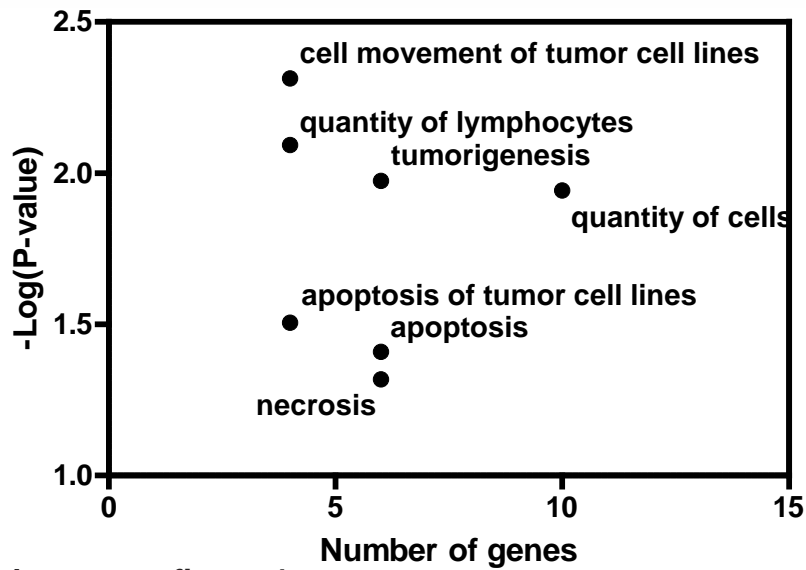 2.5
cell movement of tumor cell lines
quantity of lymphocytes
tumorigenesis
2.0
quantity of cells
-Log(P-value)
apoptosis of tumor cell lines
1.5
apoptosis
necrosis
1.0
0 5 10 15
Number of genes